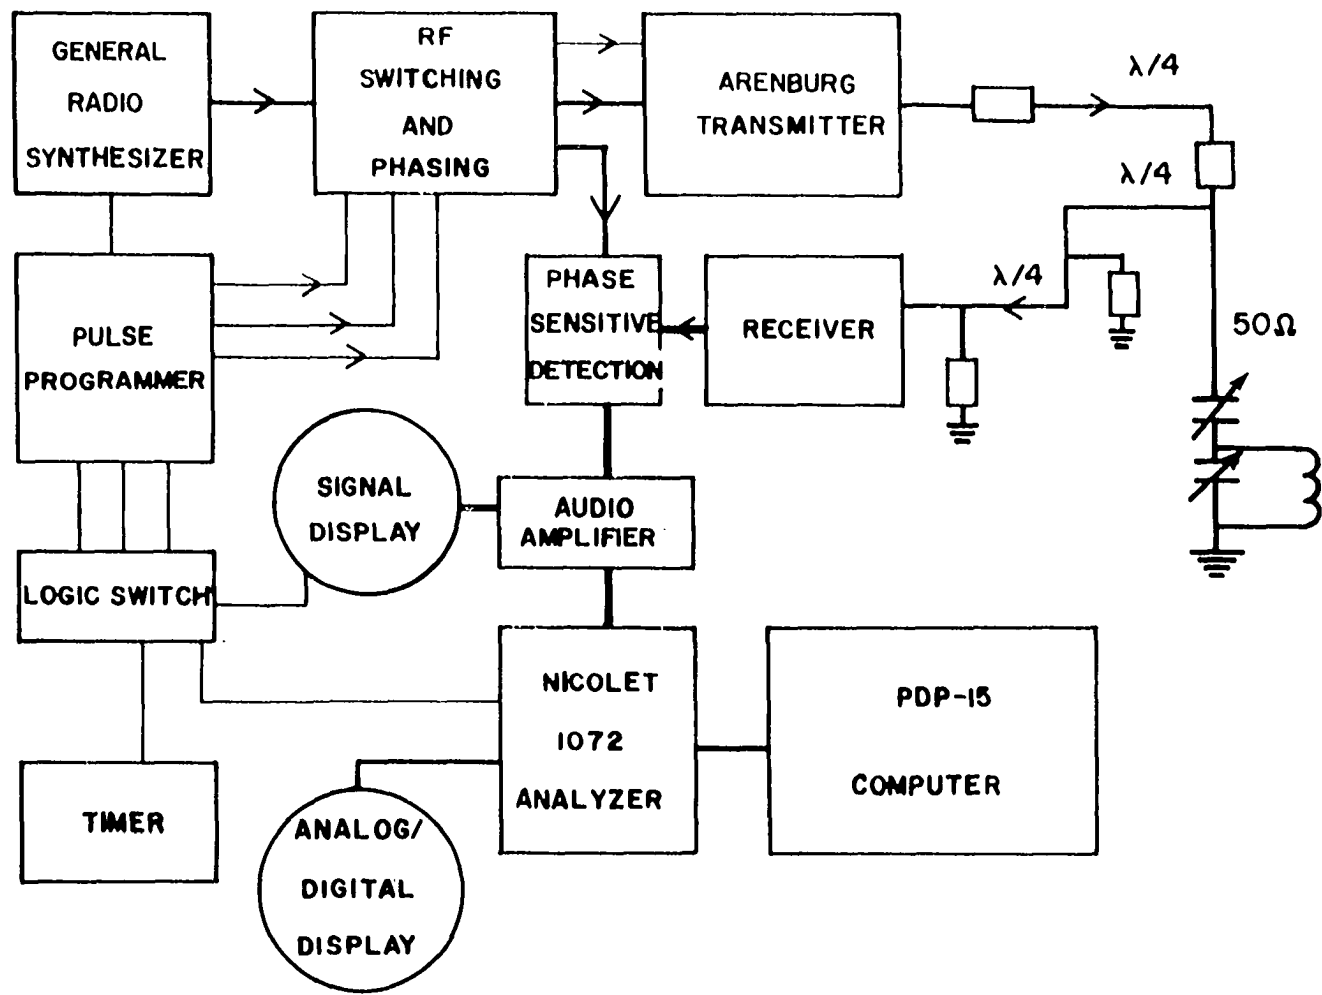 GENERAL
RADIO
SYNTHESIZER
RF
SWITCHING
AND
PHASING
ARENBURG
TRANSMITTER
λ/4
λ/4
PULSE
PROGRAMMER
PHASE
SENSITIVE
DETECTION
RECEIVER
λ/4
50Ω
SIGNAL
DISPLAY
AUDIO
AMPLIFIER
LOGIC SWITCH
NICOLET
1072
ANALYZER
PDP-15
COMPUTER
TIMER
ANALOG/
DIGITAL
DISPLAY